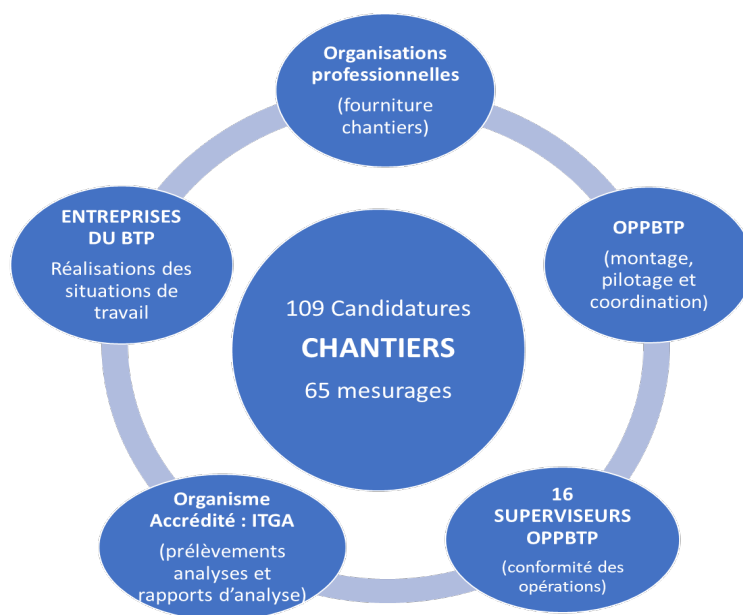 Organisations
professionnelles
(fourniture
chantiers)
ENTREPRISES
DU BTP
Réalisations des
situations de
travail
OPPBTP
(montage,
pilotage et
coordination)
109 Candidatures
CHANTIERS
65 mesurages
Organisme
Accrédité : ITGA
(prélèvements
analyses et
rapports d’analyse)
16
SUPERVISEURS
OPPBTP
(conformité des
opérations)